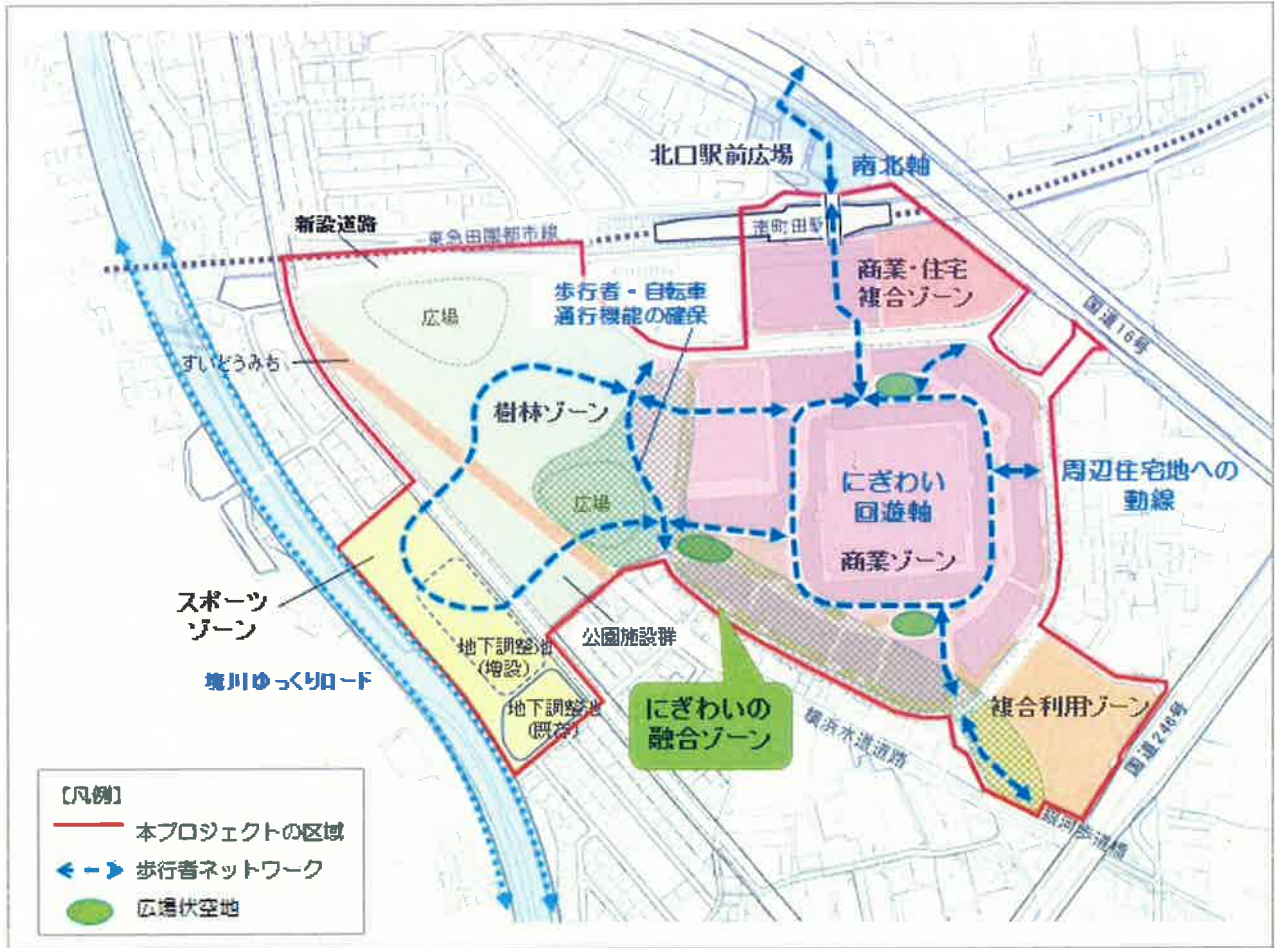 北口駅前広場
南北軸
新設道路
東急田園都市線
南町田駅
商業・住宅
複合ゾーン
国道16号
歩行者・自転車
通行機能の確保
広場
すいどうみち
樹林ゾーン
広場
にぎわい
回遊軸
商業ゾーン
周辺住宅地への
動線
スポーツ
ゾーン
公園施設群
地下調整池
(増設)
境川ゆっくりロード
地下調整池
(既存)
にぎわいの
融合ゾーン
横浜水道道路
複合利用ゾーン
国道246号
銀河歩道橋
【凡例】
本プロジェクトの区域
歩行者ネットワーク
広場状空地